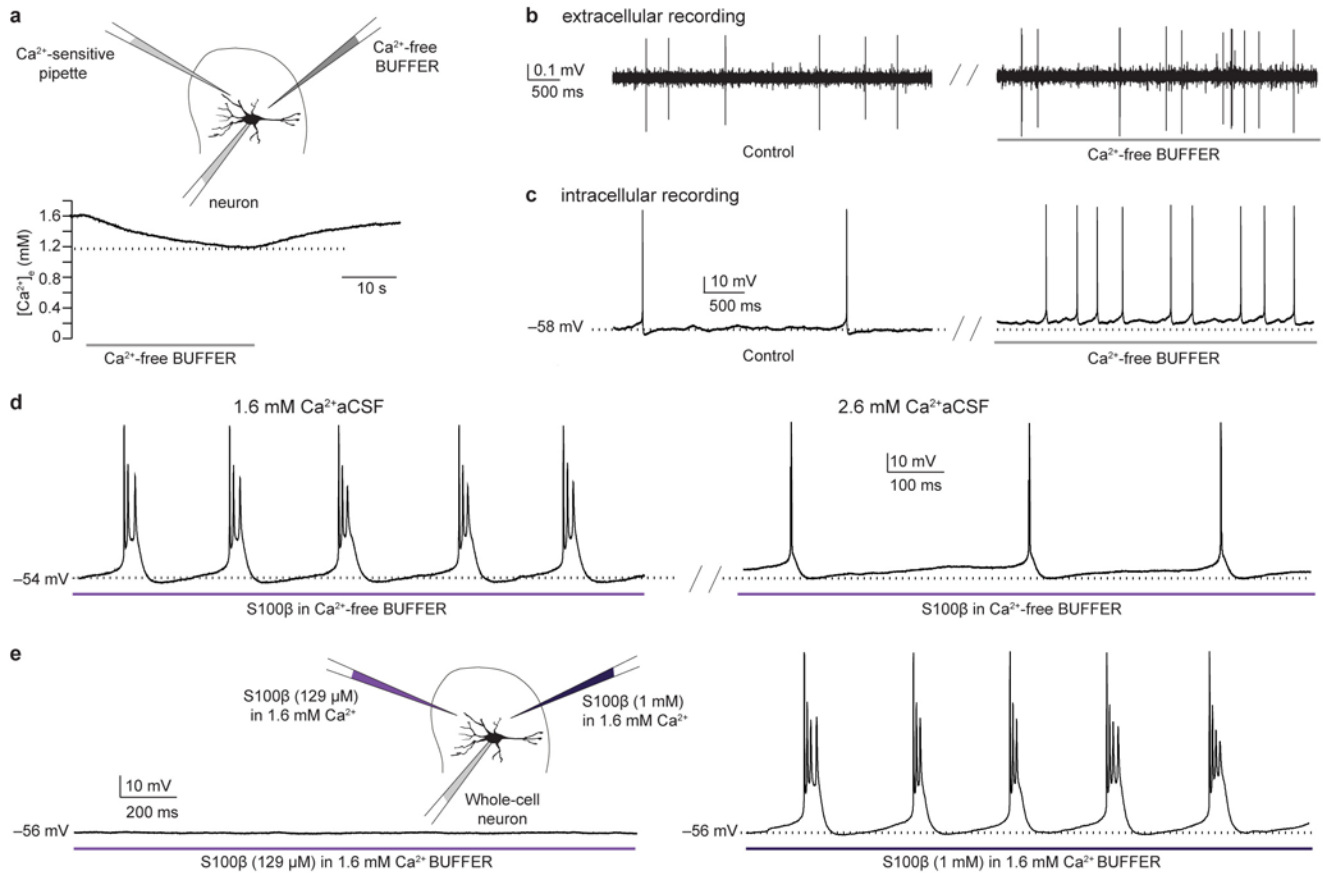 a
Ca²⁺-sensitive
pipette
Ca²⁺-free
BUFFER
neuron
[Ca²⁺]ₑ (mM)
1.6
1.2
0.8
0.4
0
10 s
Ca²⁺-free BUFFER
b extracellular recording
0.1 mV
500 ms
Control
Ca²⁺-free BUFFER
c intracellular recording
10 mV
500 ms
–58 mV
Control
Ca²⁺-free BUFFER
d
1.6 mM Ca²⁺aCSF
2.6 mM Ca²⁺aCSF
10 mV
100 ms
–54 mV
S100β in Ca²⁺-free BUFFER
S100β in Ca²⁺-free BUFFER
e
S100β (129 µM)
in 1.6 mM Ca²⁺
S100β (1 mM)
in 1.6 mM Ca²⁺
Whole-cell
neuron
10 mV
200 ms
–56 mV
S100β (129 µM) in 1.6 mM Ca²⁺ BUFFER
–56 mV
S100β (1 mM) in 1.6 mM Ca²⁺ BUFFER